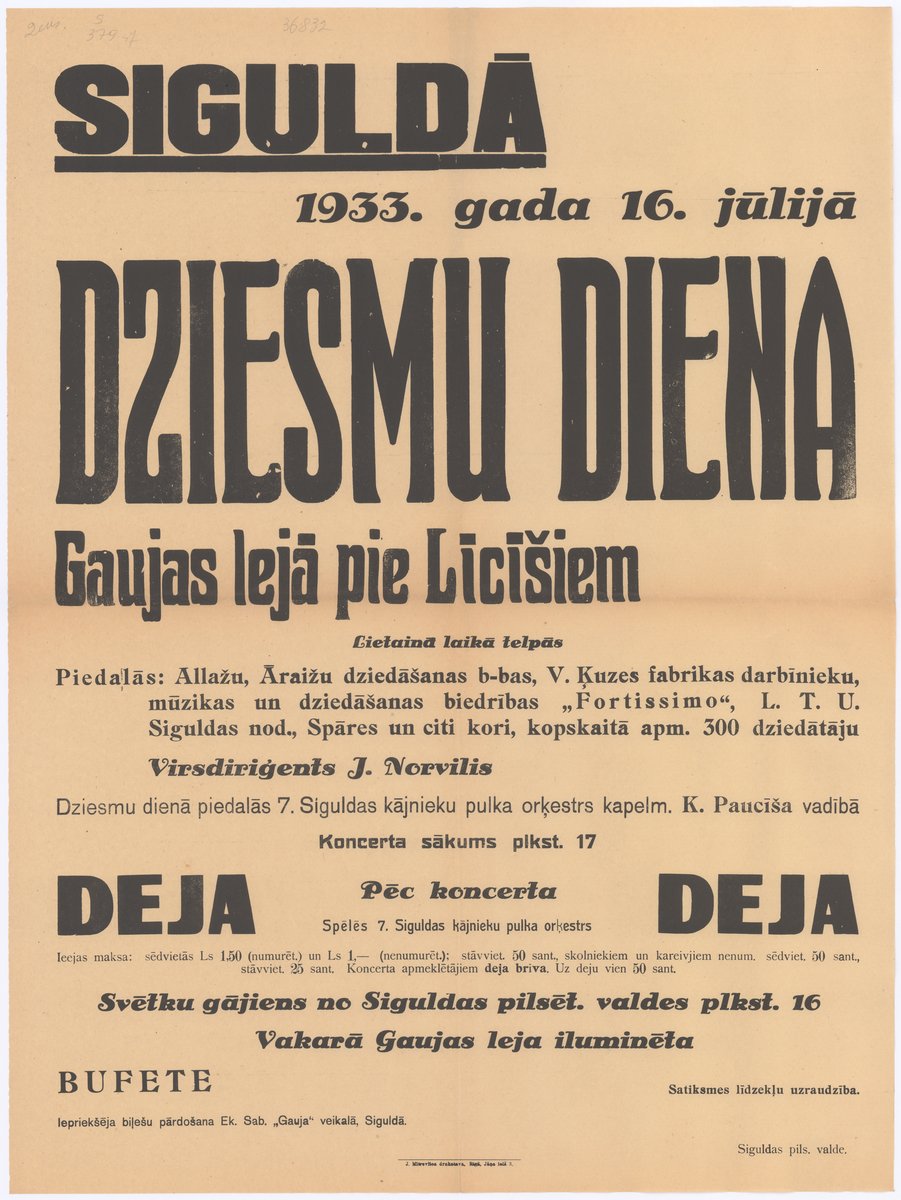 36832
SIGUĻDĀ
1933. gada 16. jūlijā
DZIESMU DIENA
Gaujas lejā pie Līcīšiem
Lietainā laikā telpās
Piedaļās: Allažu, Āraižu dziedāšanas b-bas, V. Ķuzes fabrikas darbīnieku,
mūzikas un dziedāšanas biedrības „Fortissimo“, L. T. U.
Siguldas nod., Spāres un citi kori, kopskaitā apm. 300 dziedātāju
Virsdiriģents J. Norvilis
Dziesmu dienā piedalās 7. Siguldas kājnieku pulka orķestrs kapelm. K. Paucīša vadībā
Koncerta sākums plkst. 17
DEJA Pēc koncerta DEJA
Spēlēs 7. Siguldas kājnieku pulka orķestrs
Ieejas maksa: sēdvietās Ls 1,50 (numurēt.) un Ls 1,— (nenumurēt.); stāvviet. 50 sant., skolniekiem un kareivjiem nenum. sēdviet. 50 sant.,
stāvviet. 25 sant. Koncerta apmeklētājiem deja brīva. Uz deju vien 50 sant.
Svētku gājiens no Siguldas pilsēt. valdes plkst. 16
Vakarā Gaujas leja iluminēta
BUFETE
Satiksmes līdzekļu uzraudzība.
Iepriekšēja biļešu pārdošana Ek. Sab. „Gauja“ veikalā, Siguldā.
Siguldas pils. valde.